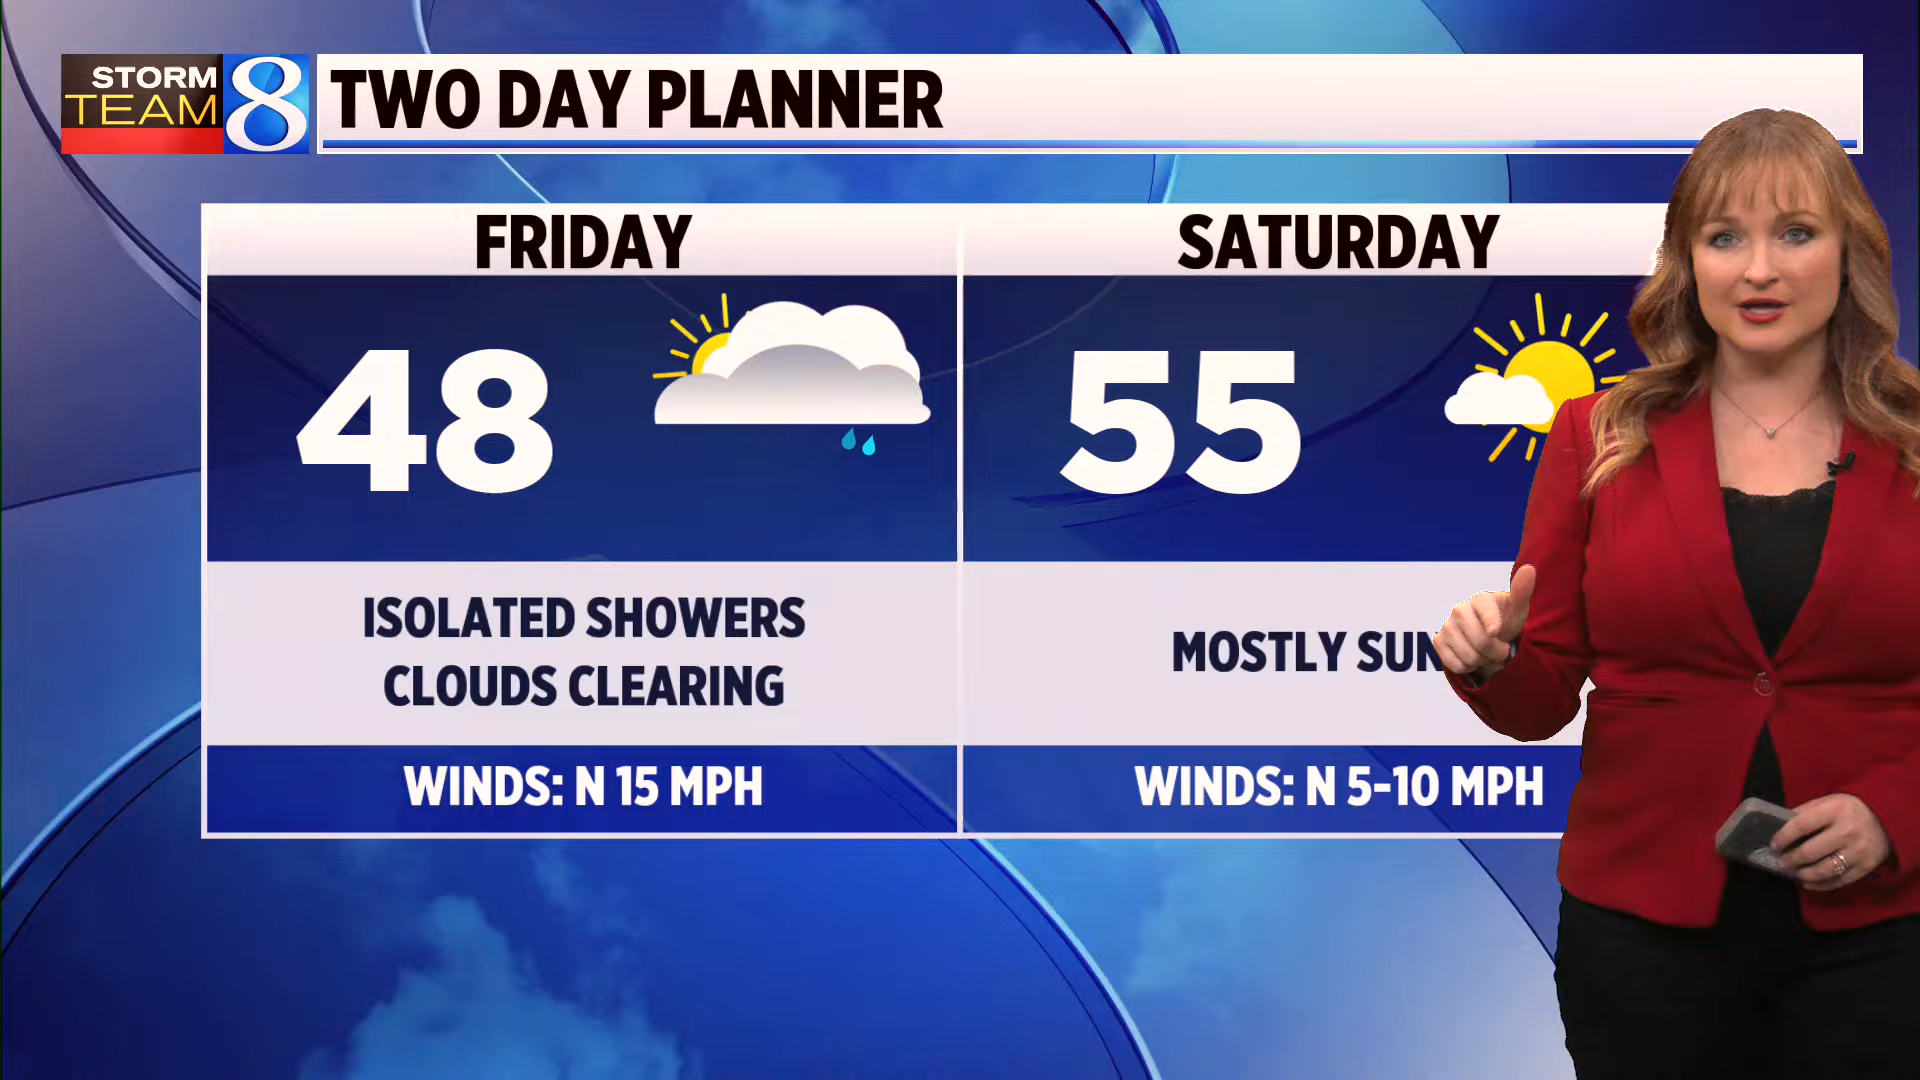 STORM
TEAM
8
TWO DAY PLANNER
FRIDAY
48
ISOLATED SHOWERS
CLOUDS CLEARING
WINDS: N 15 MPH
SATURDAY
55
MOSTLY SUN
WINDS: N 5-10 MPH